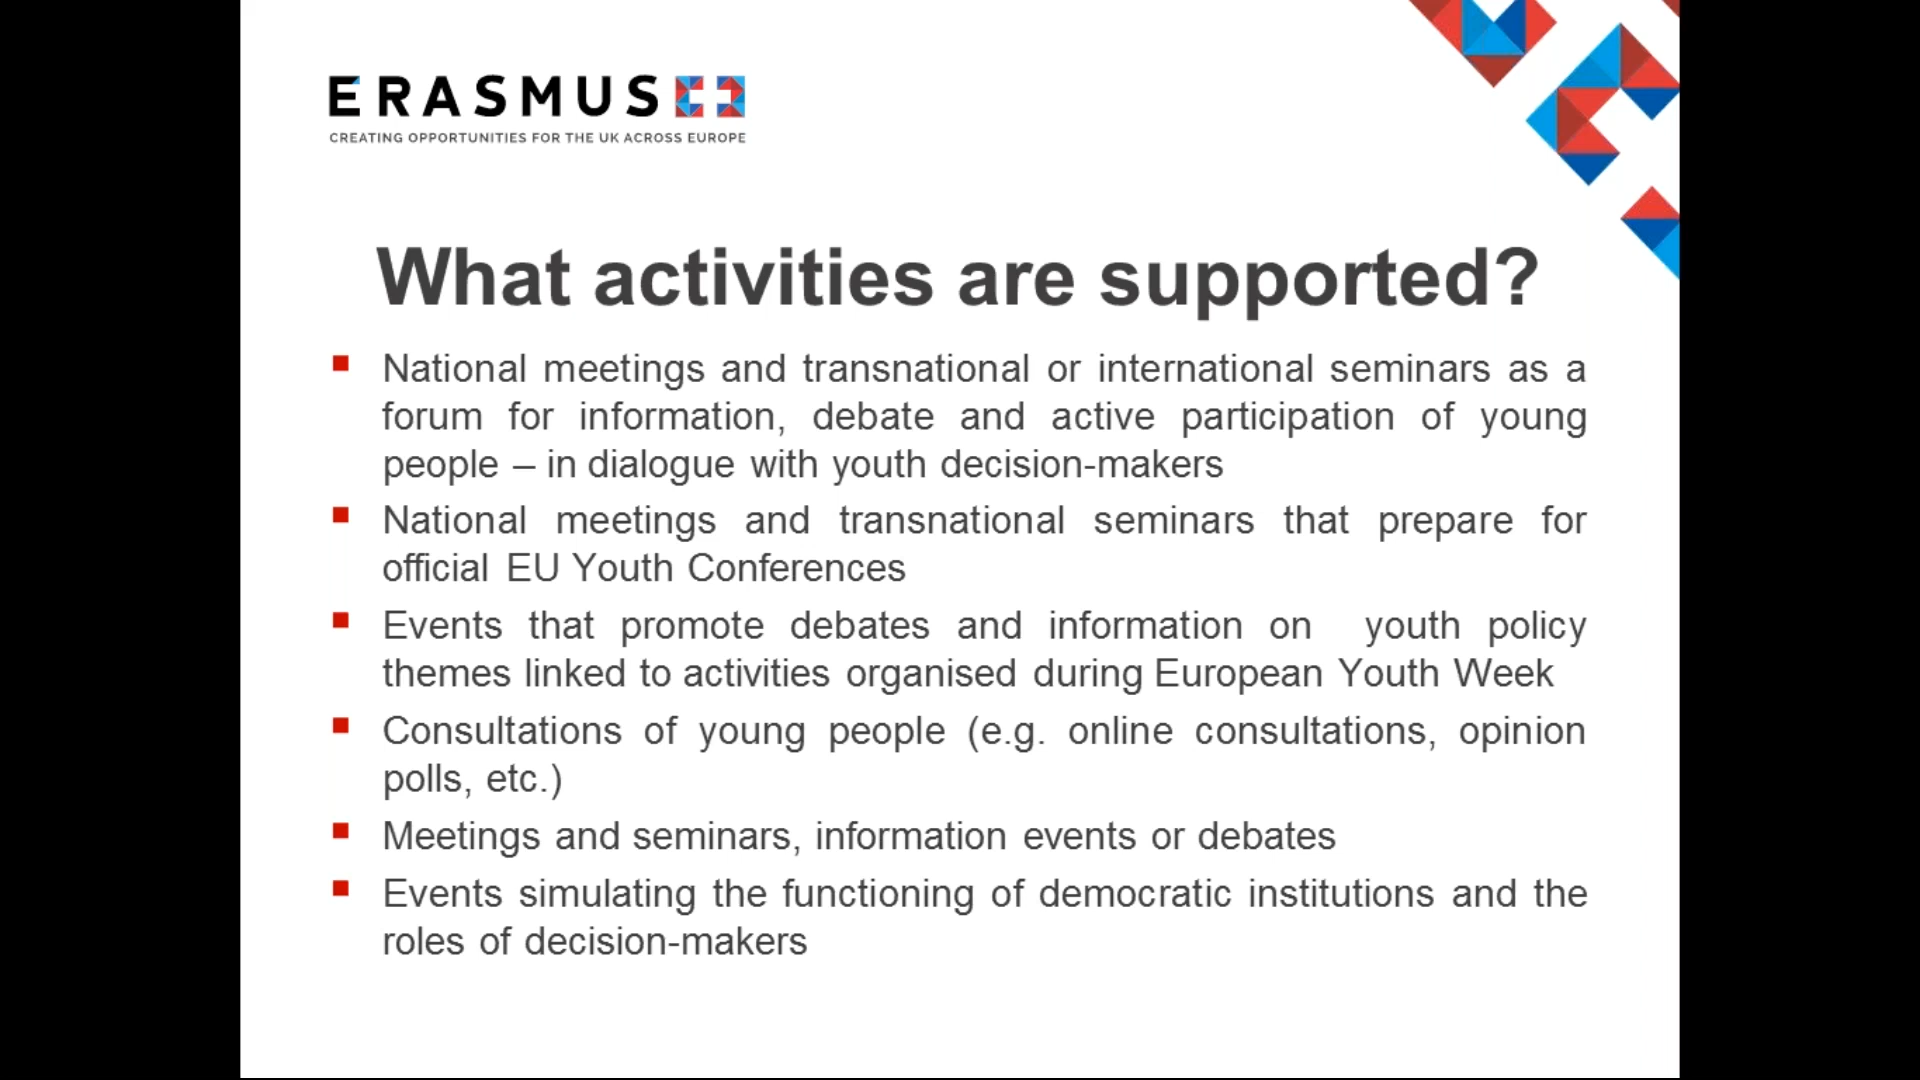 ERASMUS
CREATING OPPORTUNITIES FOR THE UK ACROSS EUROPE
What activities are supported?
National meetings and transnational or international seminars as a
forum for information, debate and active participation of young
people – in dialogue with youth decision-makers
National meetings and transnational seminars that prepare for
official EU Youth Conferences
Events that promote debates and information on youth policy
themes linked to activities organised during European Youth Week
Consultations of young people (e.g. online consultations, opinion
polls, etc.)
Meetings and seminars, information events or debates
Events simulating the functioning of democratic institutions and the
roles of decision-makers